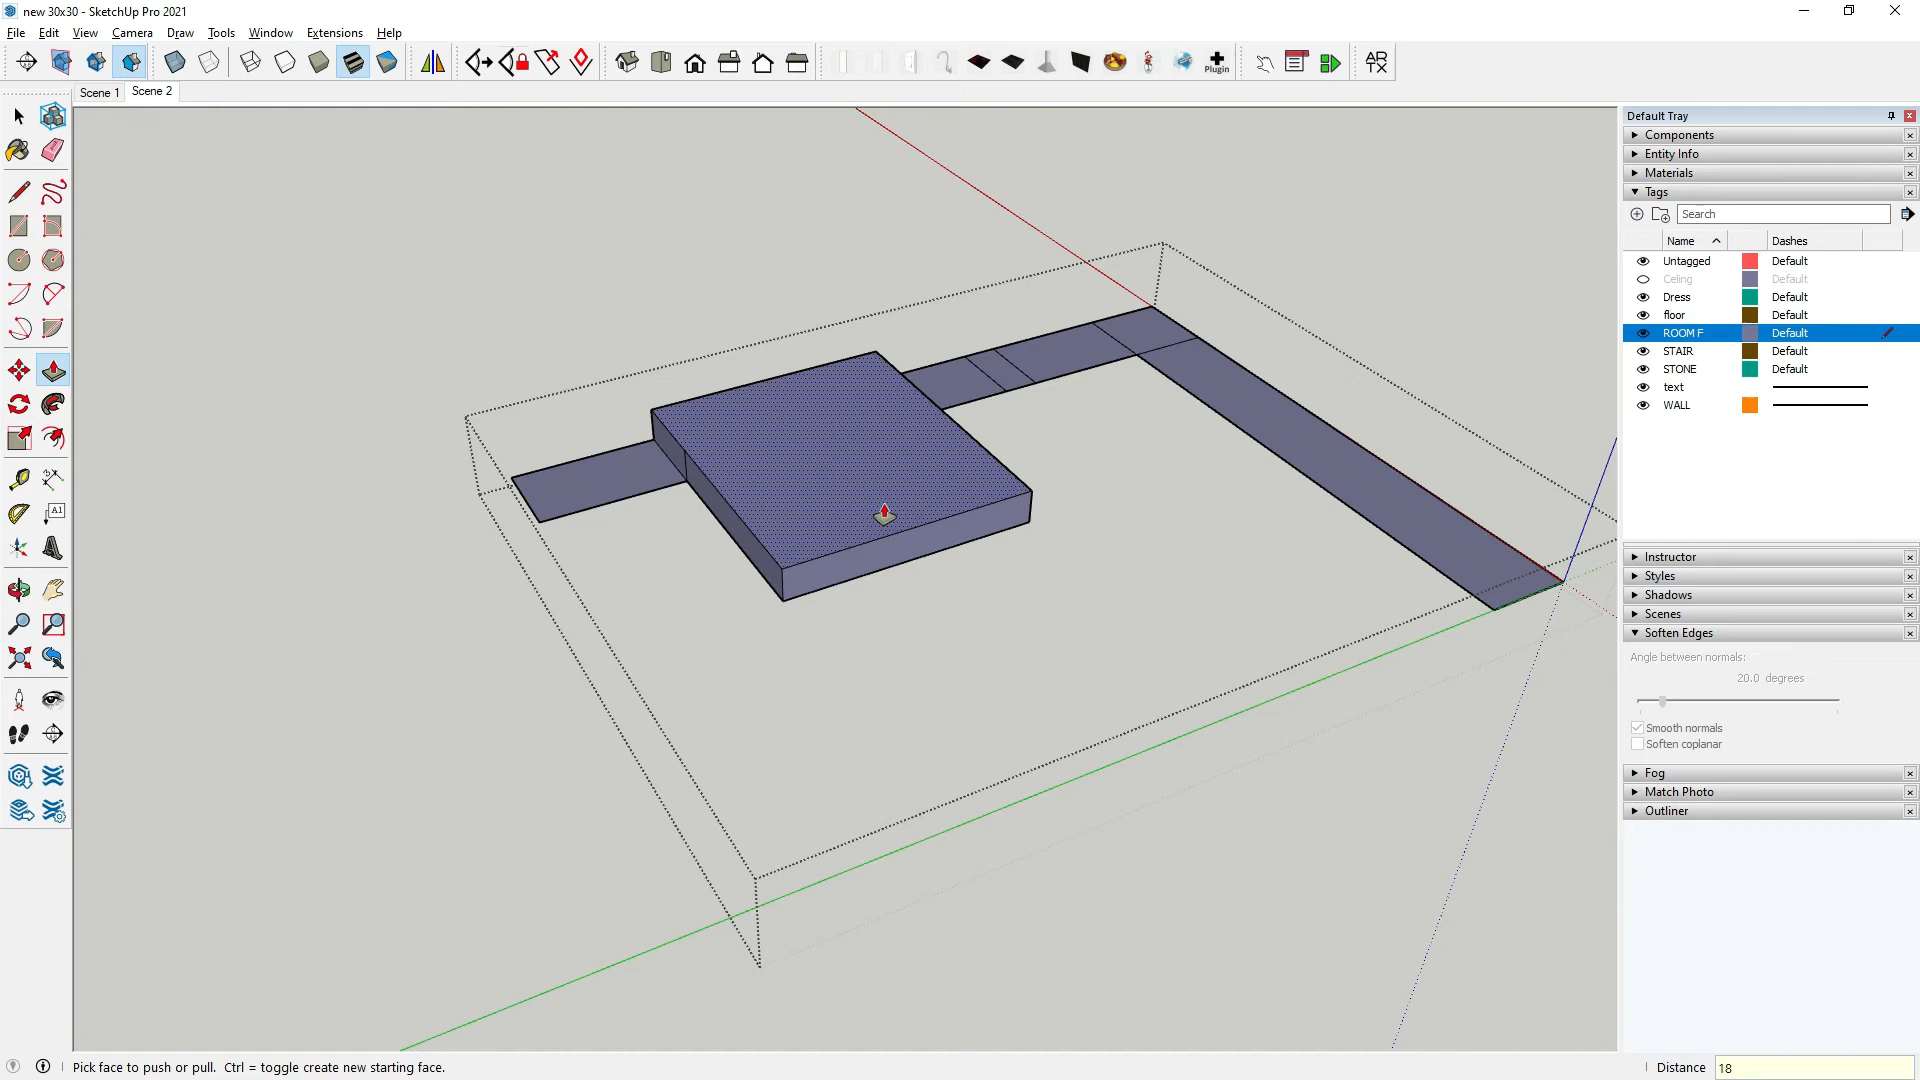 new 30x30 - SketchUp Pro 2021
File Edit View Camera Draw Tools Window Extensions Help
Plugin
AR
TX
Scene 1 Scene 2
Default Tray
Components
Entity Info
Materials
Tags
Search
Name Dashes
Untagged Default
Celing Default
Dress Default
floor Default
ROOM F Default
STAIR Default
STONE Default
text
WALL
Instructor
Styles
Shadows
Scenes
Soften Edges
Angle between normals:
20.0 degrees
Smooth normals
Soften coplanar
Fog
Match Photo
Outliner
A1
Pick face to push or pull. Ctrl = toggle create new starting face.
Distance 18